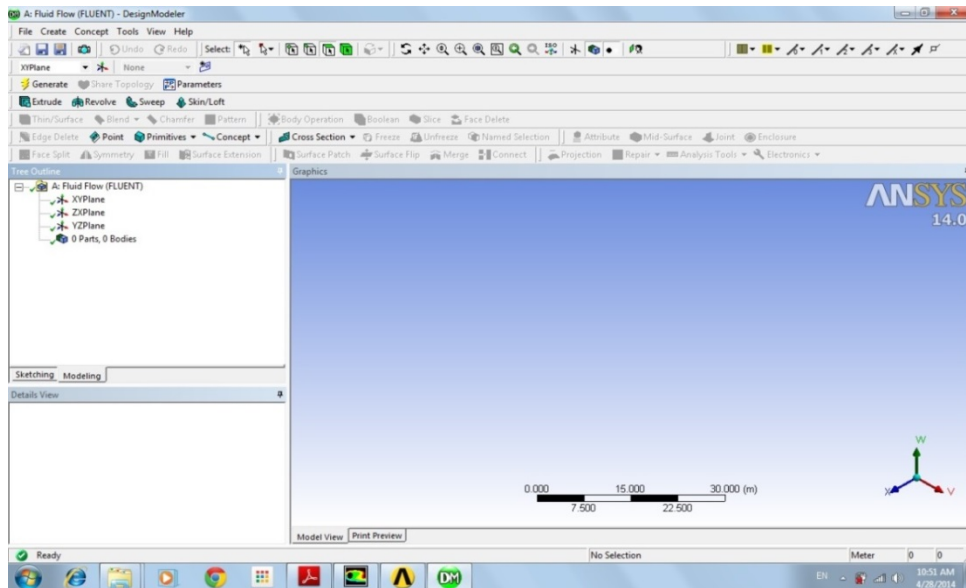 A: Fluid Flow (FLUENT) - DesignModeler
File Create Concept Tools View Help
Undo Redo Select:
XYPlane None
Generate Share Topology Parameters
Extrude Revolve Sweep Skin/Loft
Thin/Surface Blend Chamfer Pattern Body Operation Boolean Slice Face Delete
Edge Delete Point Primitives Concept Cross Section Freeze Unfreeze Named Selection Attribute Mid-Surface Joint Enclosure
Face Split Symmetry Fill Surface Extension Surface Patch Surface Flip Merge Connect Projection Repair Analysis Tools Electronics
Tree Outline
A: Fluid Flow (FLUENT)
XYPlane
ZXPlane
YZPlane
0 Parts, 0 Bodies
Sketching Modeling
Details View
Graphics
ANSYS
14.0
W
X V
0.000 15.000 30.000 (m)
7.500 22.500
Model View Print Preview
Ready No Selection Meter 0 0
DM EN 10:51 AM
4/28/2014